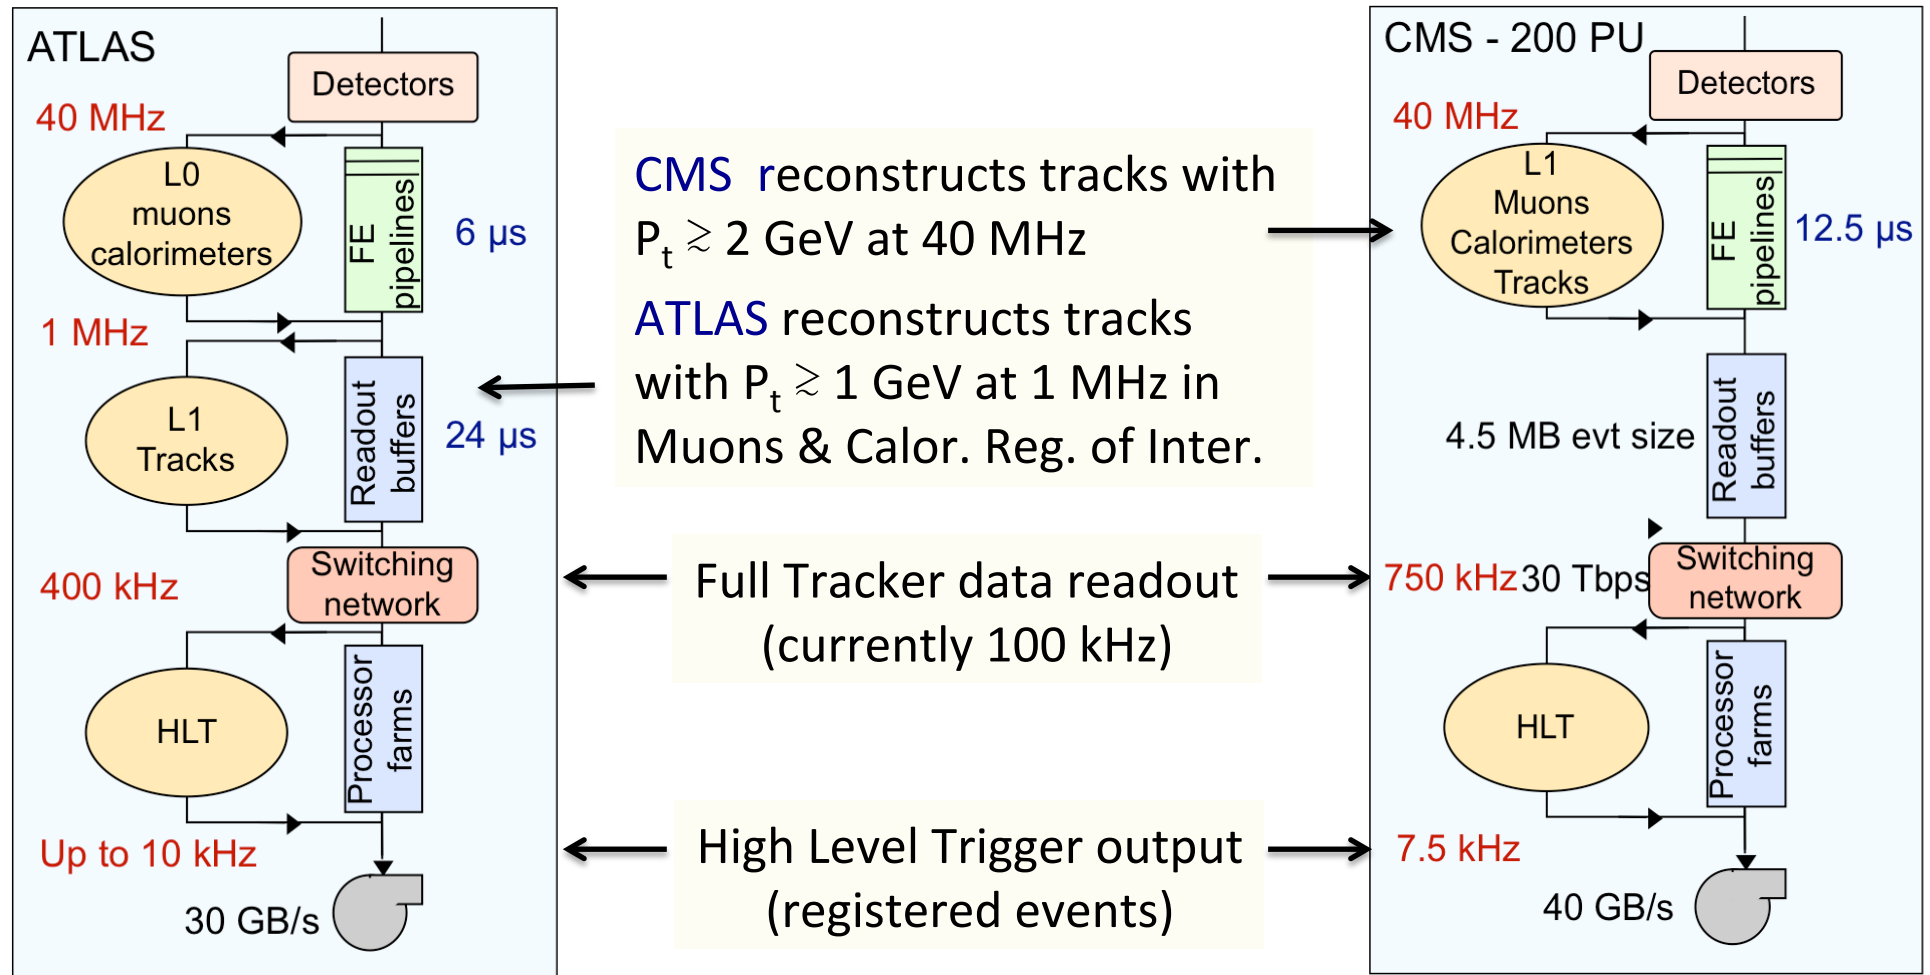 ATLAS
Detectors
40 MHz
L0
muons
calorimeters
FE
pipelines
6 µs
1 MHz
L1
Tracks
Readout
buffers
24 µs
400 kHz
Switching
network
HLT
Processor
farms
Up to 10 kHz
30 GB/s
CMS reconstructs tracks with
Pt ≳ 2 GeV at 40 MHz
ATLAS reconstructs tracks
with Pt ≳ 1 GeV at 1 MHz in
Muons & Calor. Reg. of Inter.
Full Tracker data readout
(currently 100 kHz)
High Level Trigger output
(registered events)
CMS - 200 PU
Detectors
40 MHz
L1
Muons
Calorimeters
Tracks
FE
pipelines
12.5 µs
4.5 MB evt size
Readout
buffers
750 kHz 30 Tbps
Switching
network
HLT
Processor
farms
7.5 kHz
40 GB/s